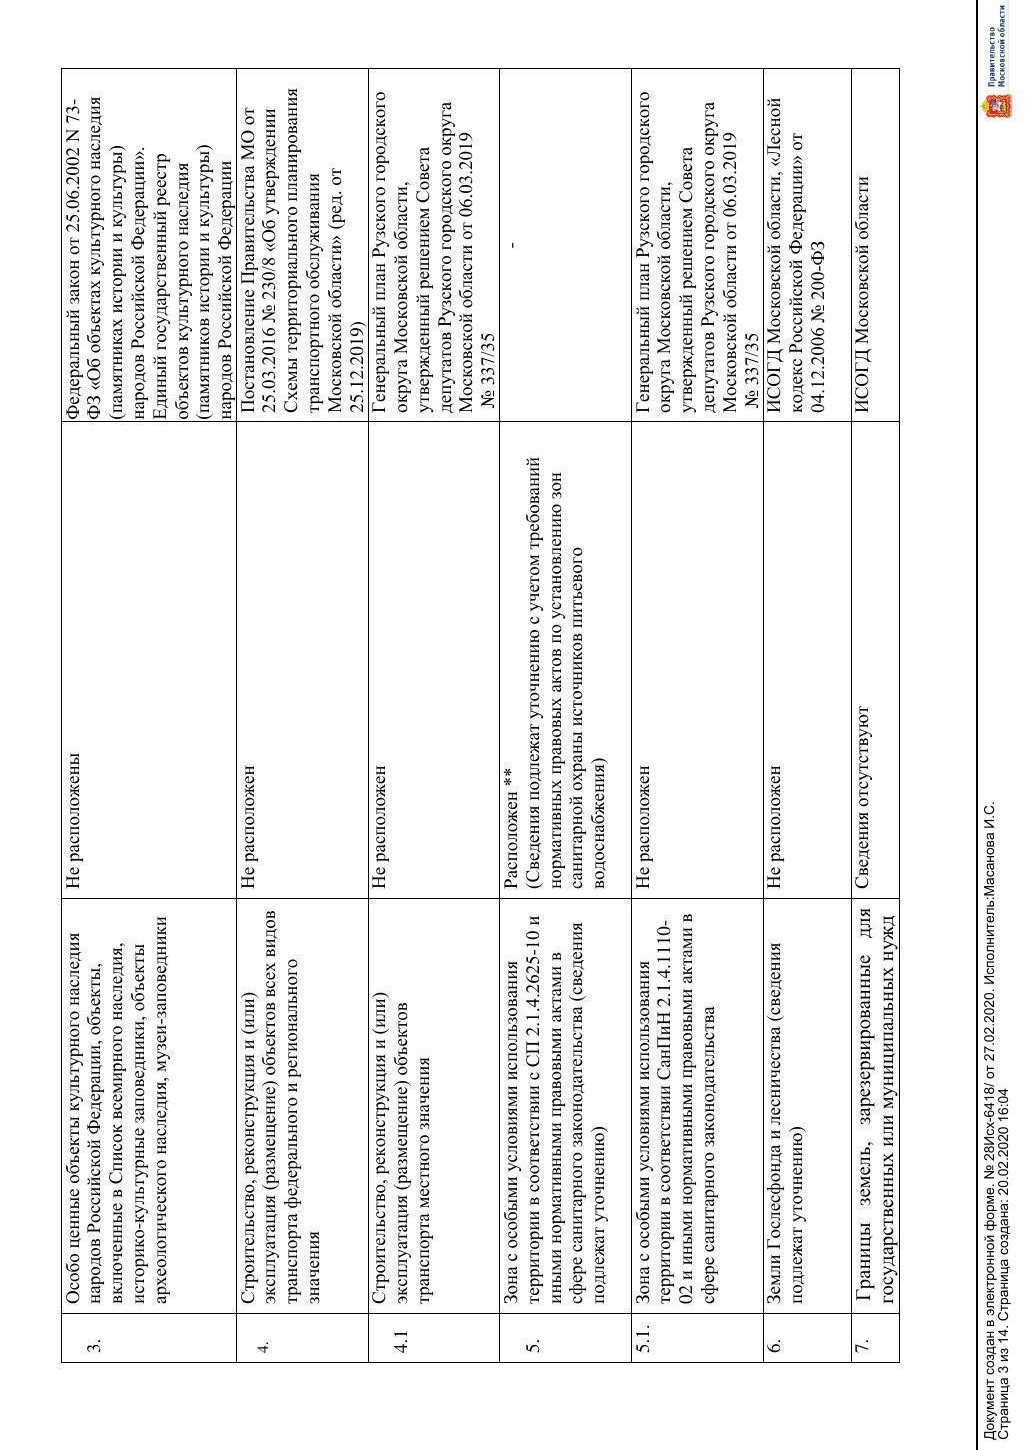 3.
Особо ценные объекты культурного наследия
народов Российской Федерации, объекты,
включенные в Список всемирного наследия,
историко-культурные заповедники, объекты
археологического наследия, музеи-заповедники
Не расположены
Федеральный закон от 25.06.2002 N 73-
ФЗ «Об объектах культурного наследия
(памятниках истории и культуры)
народов Российской Федерации».
Единый государственный реестр
объектов культурного наследия
(памятников истории и культуры)
народов Российской Федерации
4.
Строительство, реконструкция и (или)
эксплуатация (размещение) объектов всех видов
транспорта федерального и регионального
значения
Не расположен
Постановление Правительства МО от
25.03.2016 № 230/8 «Об утверждении
Схемы территориального планирования
транспортного обслуживания
Московской области» (ред. от
25.12.2019)
4.1
Строительство, реконструкция и (или)
эксплуатация (размещение) объектов
транспорта местного значения
Не расположен
Генеральный план Рузского городского
округа Московской области,
утвержденный решением Совета
депутатов Рузского городского округа
Московской области от 06.03.2019
№ 337/35
5.
Зона с особыми условиями использования
территории в соответствии с СП 2.1.4.2625-10 и
иными нормативными правовыми актами в
сфере санитарного законодательства (сведения
подлежат уточнению)
Расположен **
(Сведения подлежат уточнению с учетом требований
нормативных правовых актов по установлению зон
санитарной охраны источников питьевого
водоснабжения)
-
5.1.
Зона с особыми условиями использования
территории в соответствии СанПиН 2.1.4.1110-
02 и иными нормативными правовыми актами в
сфере санитарного законодательства
Не расположен
Генеральный план Рузского городского
округа Московской области,
утвержденный решением Совета
депутатов Рузского городского округа
Московской области от 06.03.2019
№ 337/35
6.
Земли Гослесфонда и лесничества (сведения
подлежат уточнению)
Не расположен
ИСОГД Московской области, «Лесной
кодекс Российской Федерации» от
04.12.2006 № 200-ФЗ
7.
Границы земель, зарезервированные для
государственных или муниципальных нужд
Сведения отсутствуют
ИСОГД Московской области
Документ создан в электронной форме. № 28Исх-6418/ от 27.02.2020. Исполнитель:Масанова И.С.
Страница 3 из 14. Страница создана: 20.02.2020 16:04
Правительство
Московской области